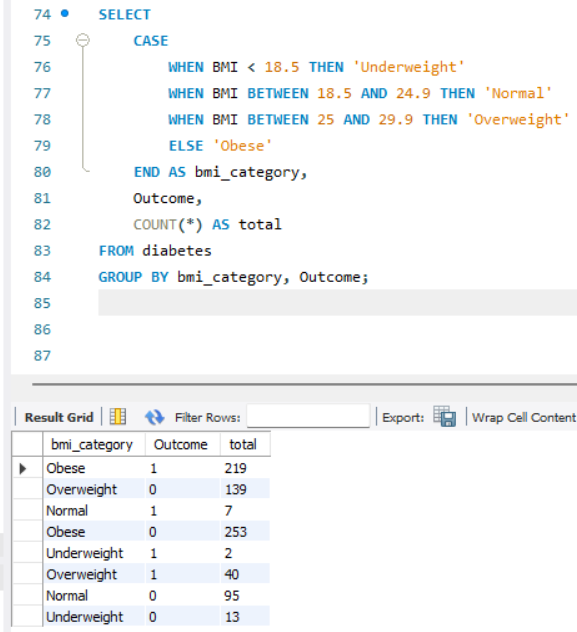 74 SELECT
75 CASE
76 WHEN BMI < 18.5 THEN 'Underweight'
77 WHEN BMI BETWEEN 18.5 AND 24.9 THEN 'Normal'
78 WHEN BMI BETWEEN 25 AND 29.9 THEN 'Overweight'
79 ELSE 'Obese'
80 END AS bmi_category,
81 Outcome,
82 COUNT(*) AS total
83 FROM diabetes
84 GROUP BY bmi_category, Outcome;
85
86
87
Result Grid Filter Rows: Export: Wrap Cell Content
bmi_category Outcome total
Obese 1 219
Overweight 0 139
Normal 1 7
Obese 0 253
Underweight 1 2
Overweight 1 40
Normal 0 95
Underweight 0 13